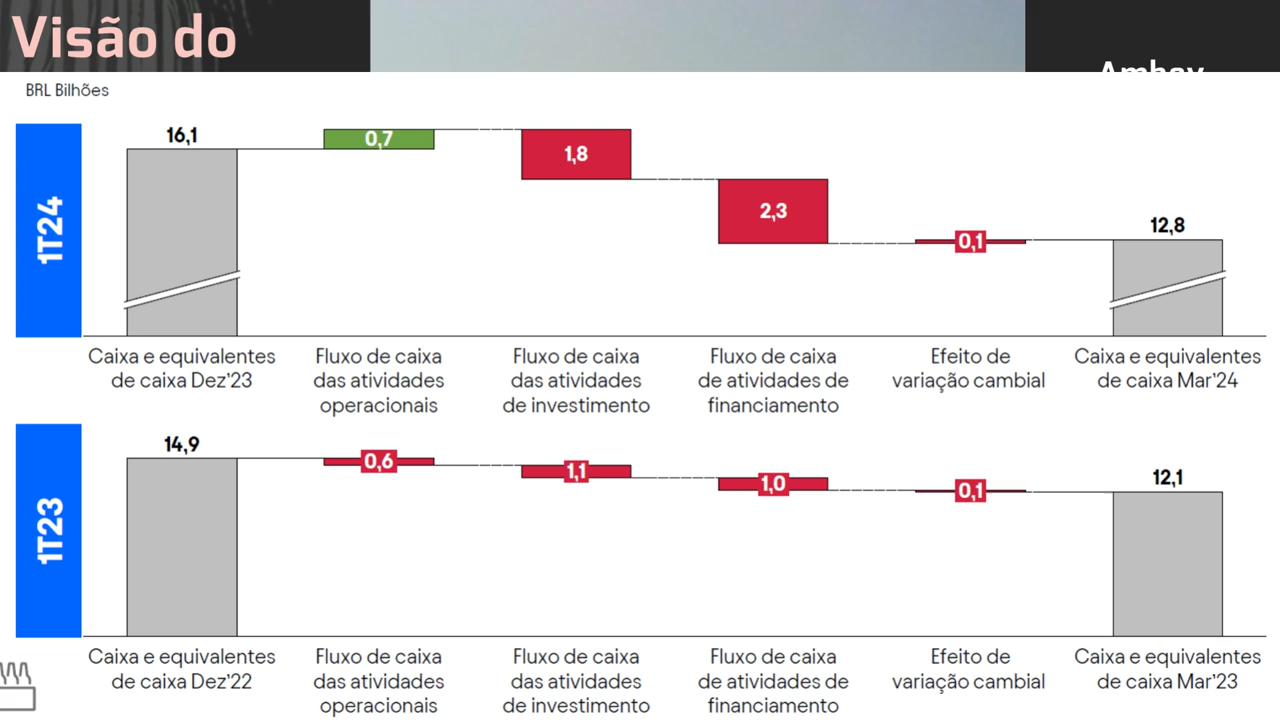 Visão do
Ambev
BRL Bilhões
1T24
16,1
0,7
1,8
2,3
0,1
12,8
Caixa e equivalentes
de caixa Dez'23
Fluxo de caixa
das atividades
operacionais
Fluxo de caixa
das atividades
de investimento
Fluxo de caixa
de atividades de
financiamento
Efeito de
variação cambial
Caixa e equivalentes
de caixa Mar'24
1T23
14,9
0,6
1,1
1,0
0,1
12,1
Caixa e equivalentes
de caixa Dez'22
Fluxo de caixa
das atividades
operacionais
Fluxo de caixa
das atividades
de investimento
Fluxo de caixa
de atividades de
financiamento
Efeito de
variação cambial
Caixa e equivalentes
de caixa Mar'23